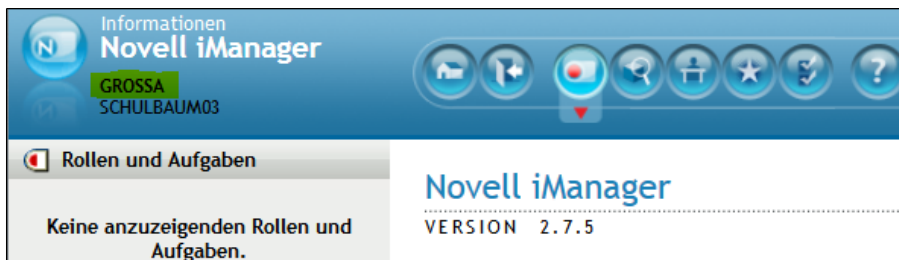 Informationen
Novell iManager
GROSSA
SCHULBAUM03
Rollen und Aufgaben
Keine anzuzeigenden Rollen und
Aufgaben.
Novell iManager
VERSION 2.7.5
N
?